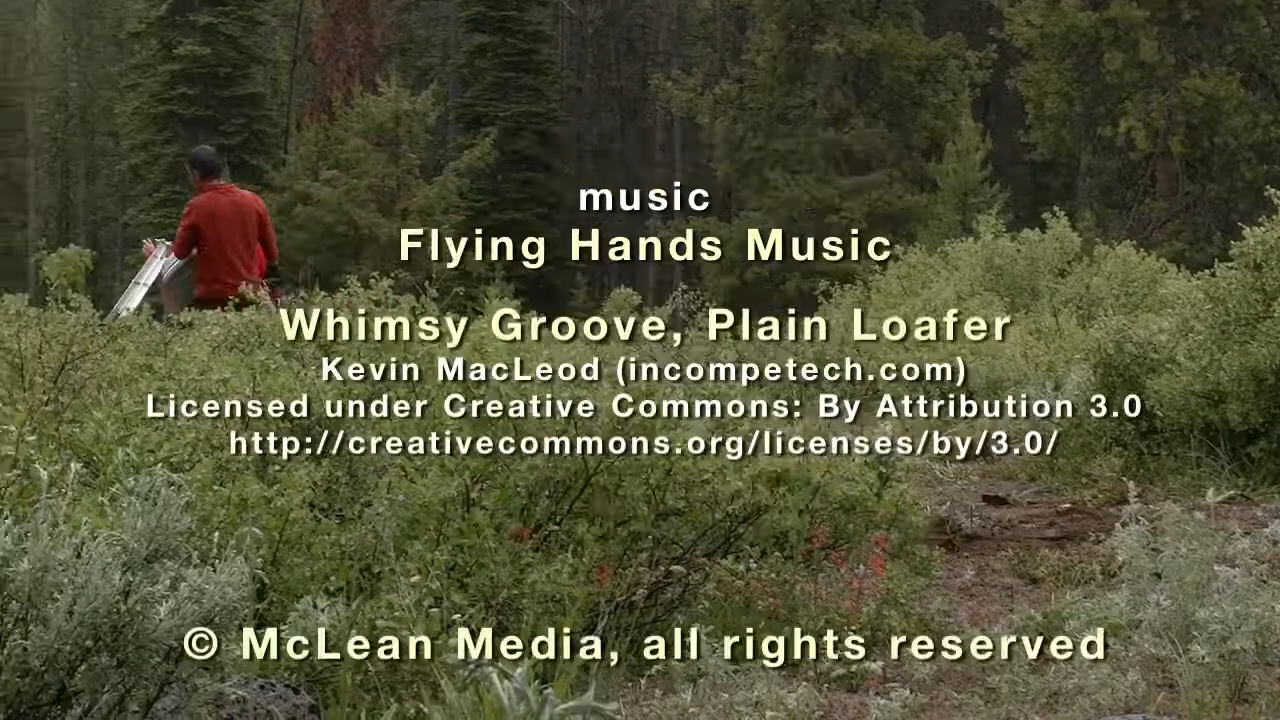 music
Flying Hands Music
Whimsy Groove, Plain Loafer
Kevin MacLeod (incompetech.com)
Licensed under Creative Commons: By Attribution 3.0
http://creativecommons.org/licenses/by/3.0/
© McLean Media, all rights reserved